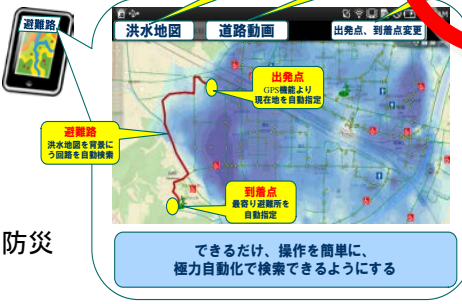 避難路
洪水地図
道路動画
出発点、到着点変更
出発点
GPS機能より
現在地を自動指定
避難路
洪水地図を背景に
う回路を自動検索
到着点
最寄り避難所を
自動指定
防災
できるだけ、操作を簡単に、
極力自動化で検索できるようにする